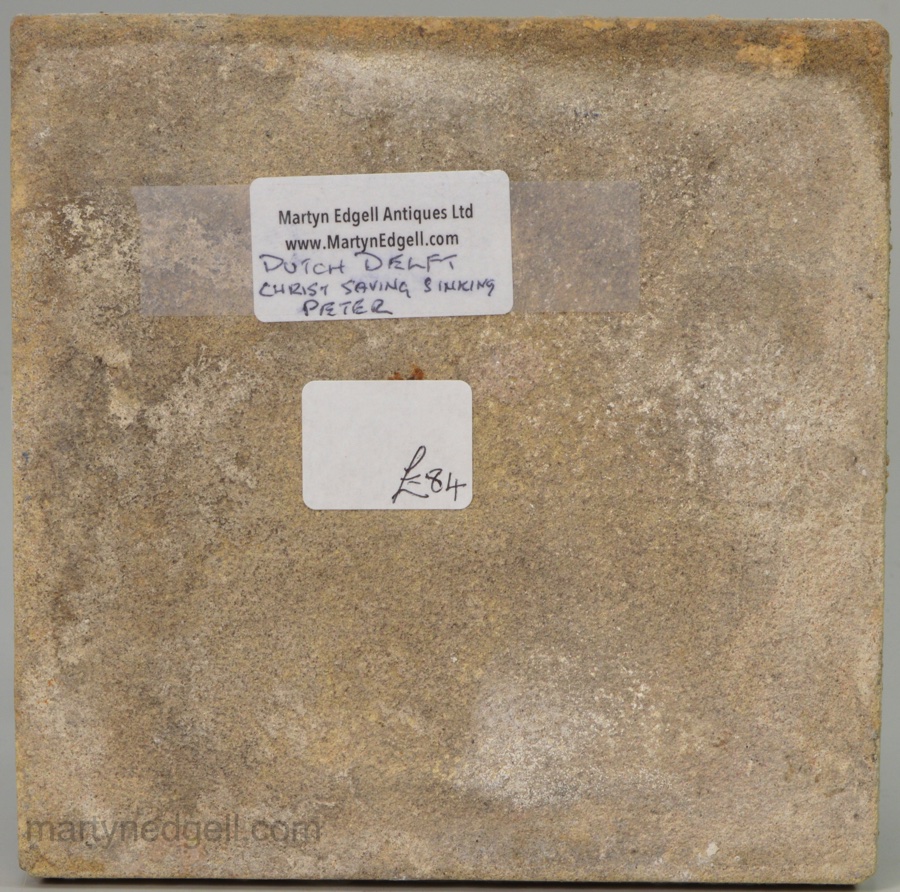 Martyn Edgell Antiques Ltd
www.MartynEdgell.com
DUTCH DELFT
CHRIST SAVING SINKING
PETER
£84
martynedgell.com